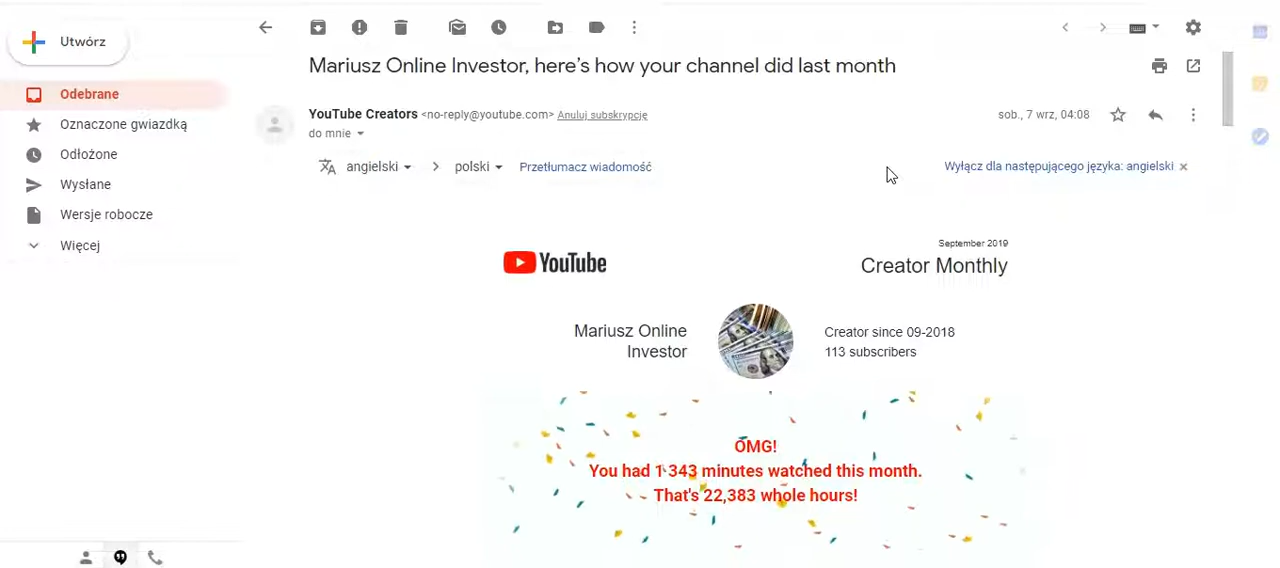 Utwórz
Odebrane
Oznaczone gwiazdką
Odłożone
Wysłane
Wersje robocze
Więcej
Mariusz Online Investor, here's how your channel did last month
YouTube Creators <no-reply@youtube.com> Anuluj subskrypcję
sob., 7 wrz, 04:08
do mnie
angielski > polski Przetłumacz wiadomość
Wyłącz dla następującego języka: angielski ×
YouTube
September 2019
Creator Monthly
Mariusz Online
Investor
Creator since 09-2018
113 subscribers
OMG!
You had 1 343 minutes watched this month.
That's 22,383 whole hours!